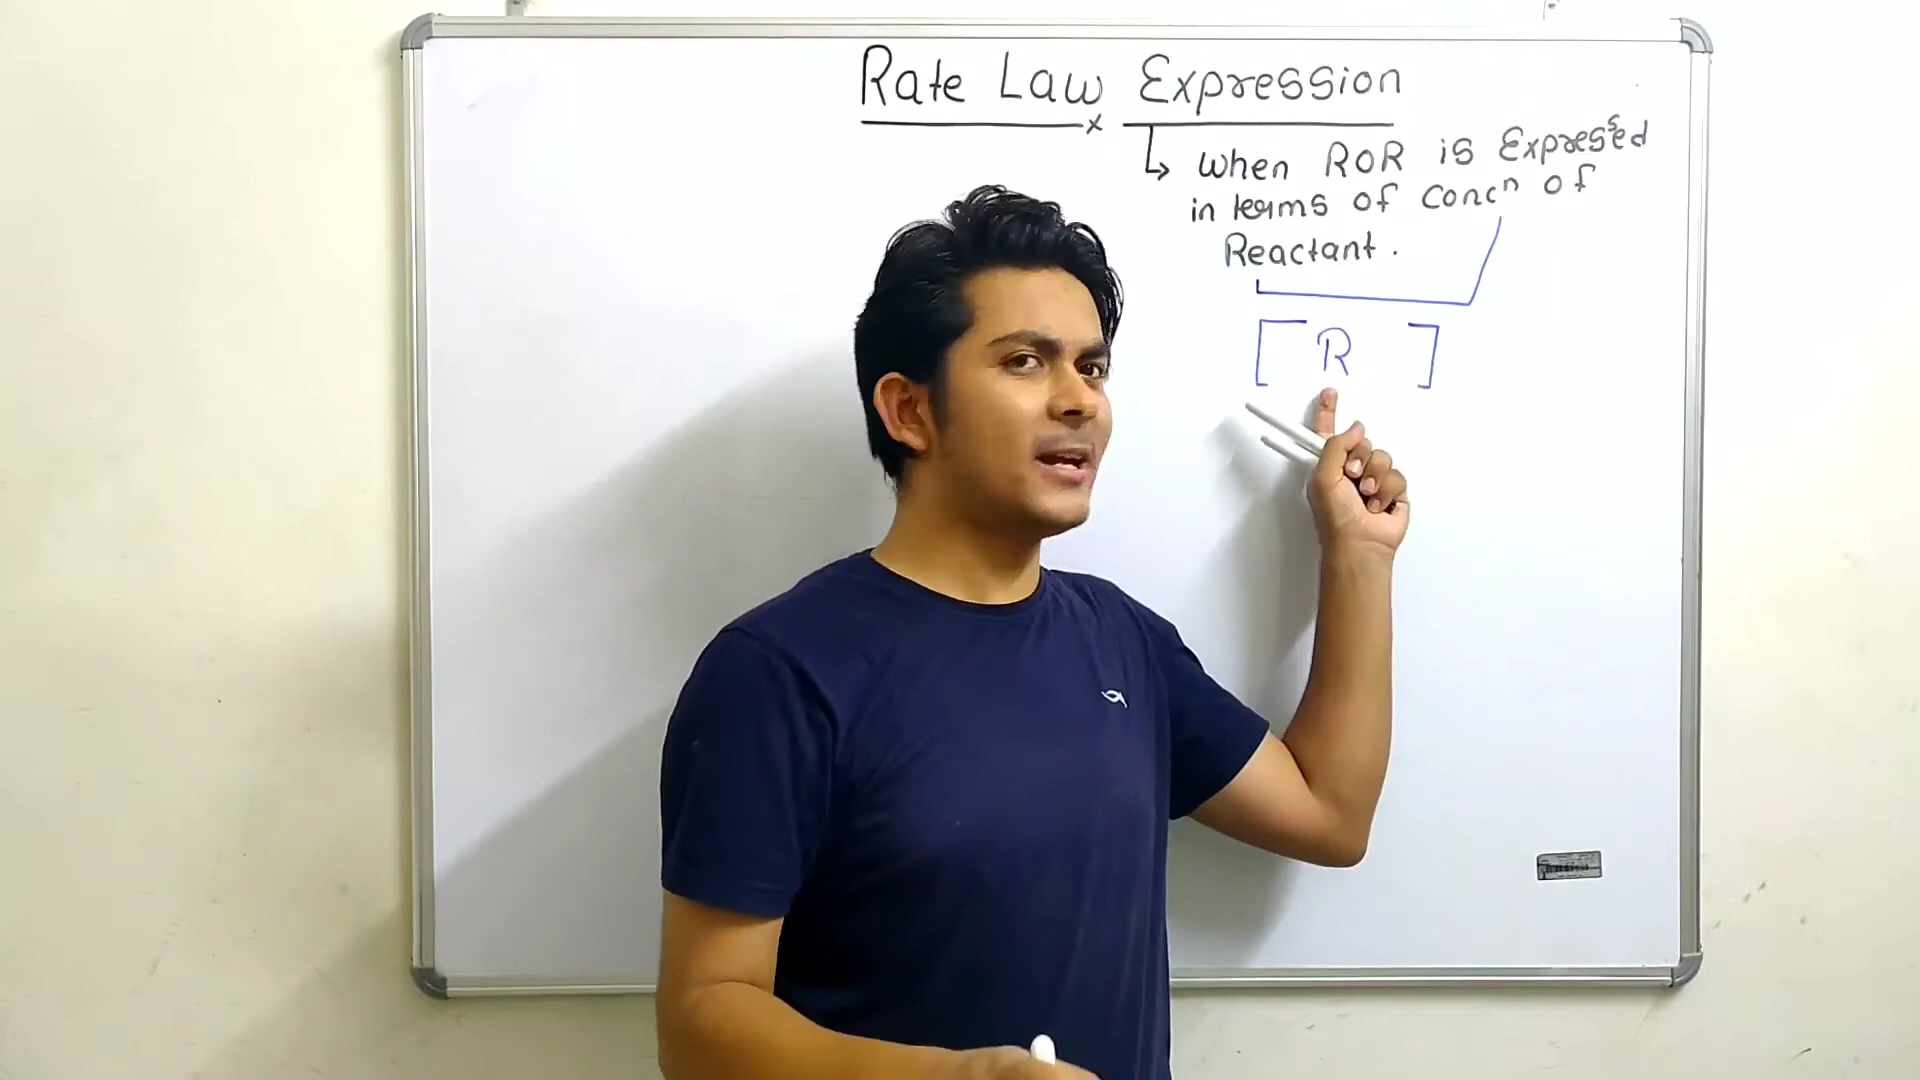 Rate Law Expression
↳ When ROR is Expressed
in terms of Concⁿ of
Reactant.
[ R ]